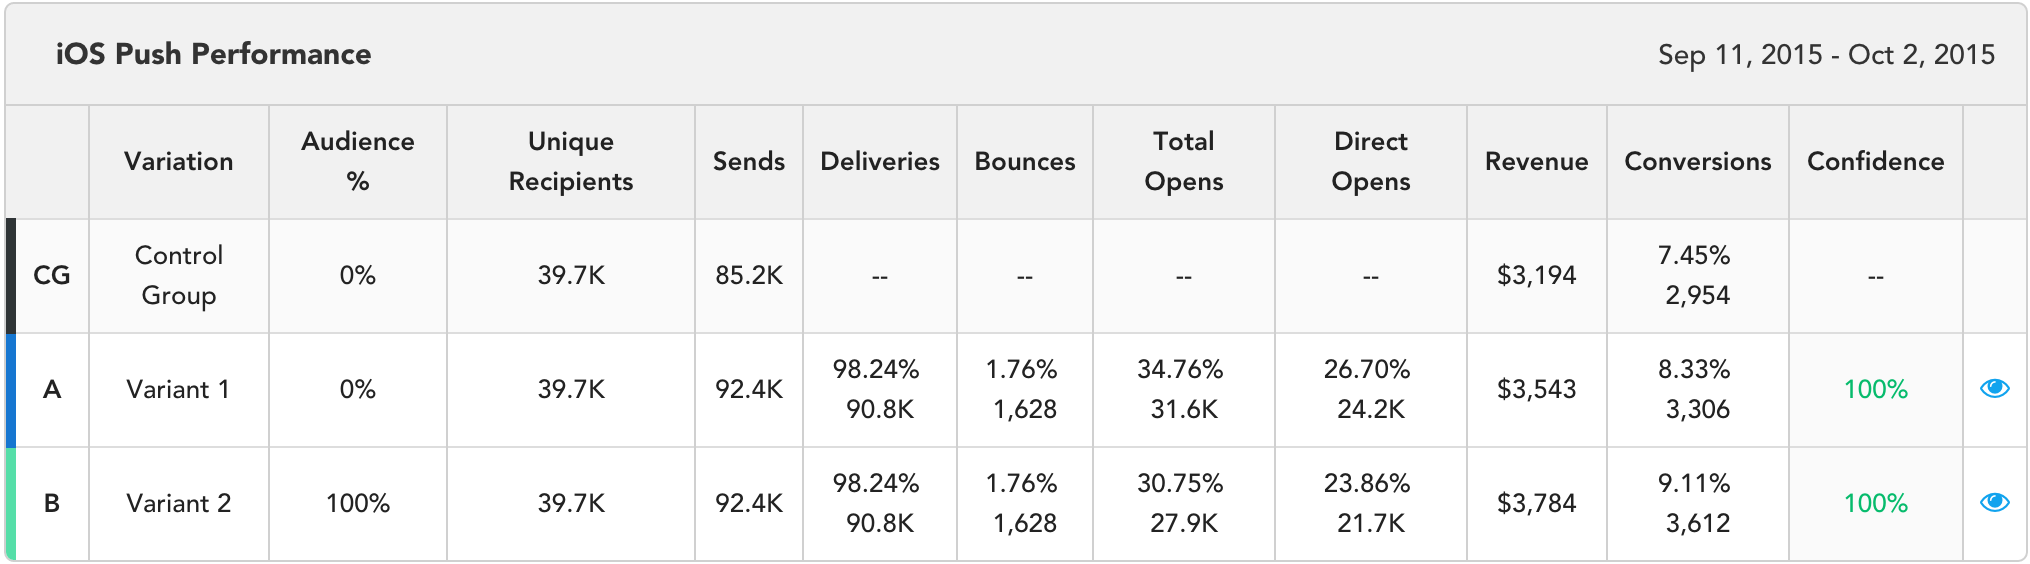 iOS Push Performance
Sep 11, 2015 - Oct 2, 2015
Variation
Audience
%
Unique
Recipients
Sends
Deliveries
Bounces
Total
Opens
Direct
Opens
Revenue
Conversions
Confidence
CG
Control
Group
0%
39.7K
85.2K
--
--
--
--
$3,194
7.45%
2,954
--
A
Variant 1
0%
39.7K
92.4K
98.24%
90.8K
1.76%
1,628
34.76%
31.6K
26.70%
24.2K
$3,543
8.33%
3,306
100%
B
Variant 2
100%
39.7K
92.4K
98.24%
90.8K
1.76%
1,628
30.75%
27.9K
23.86%
21.7K
$3,784
9.11%
3,612
100%